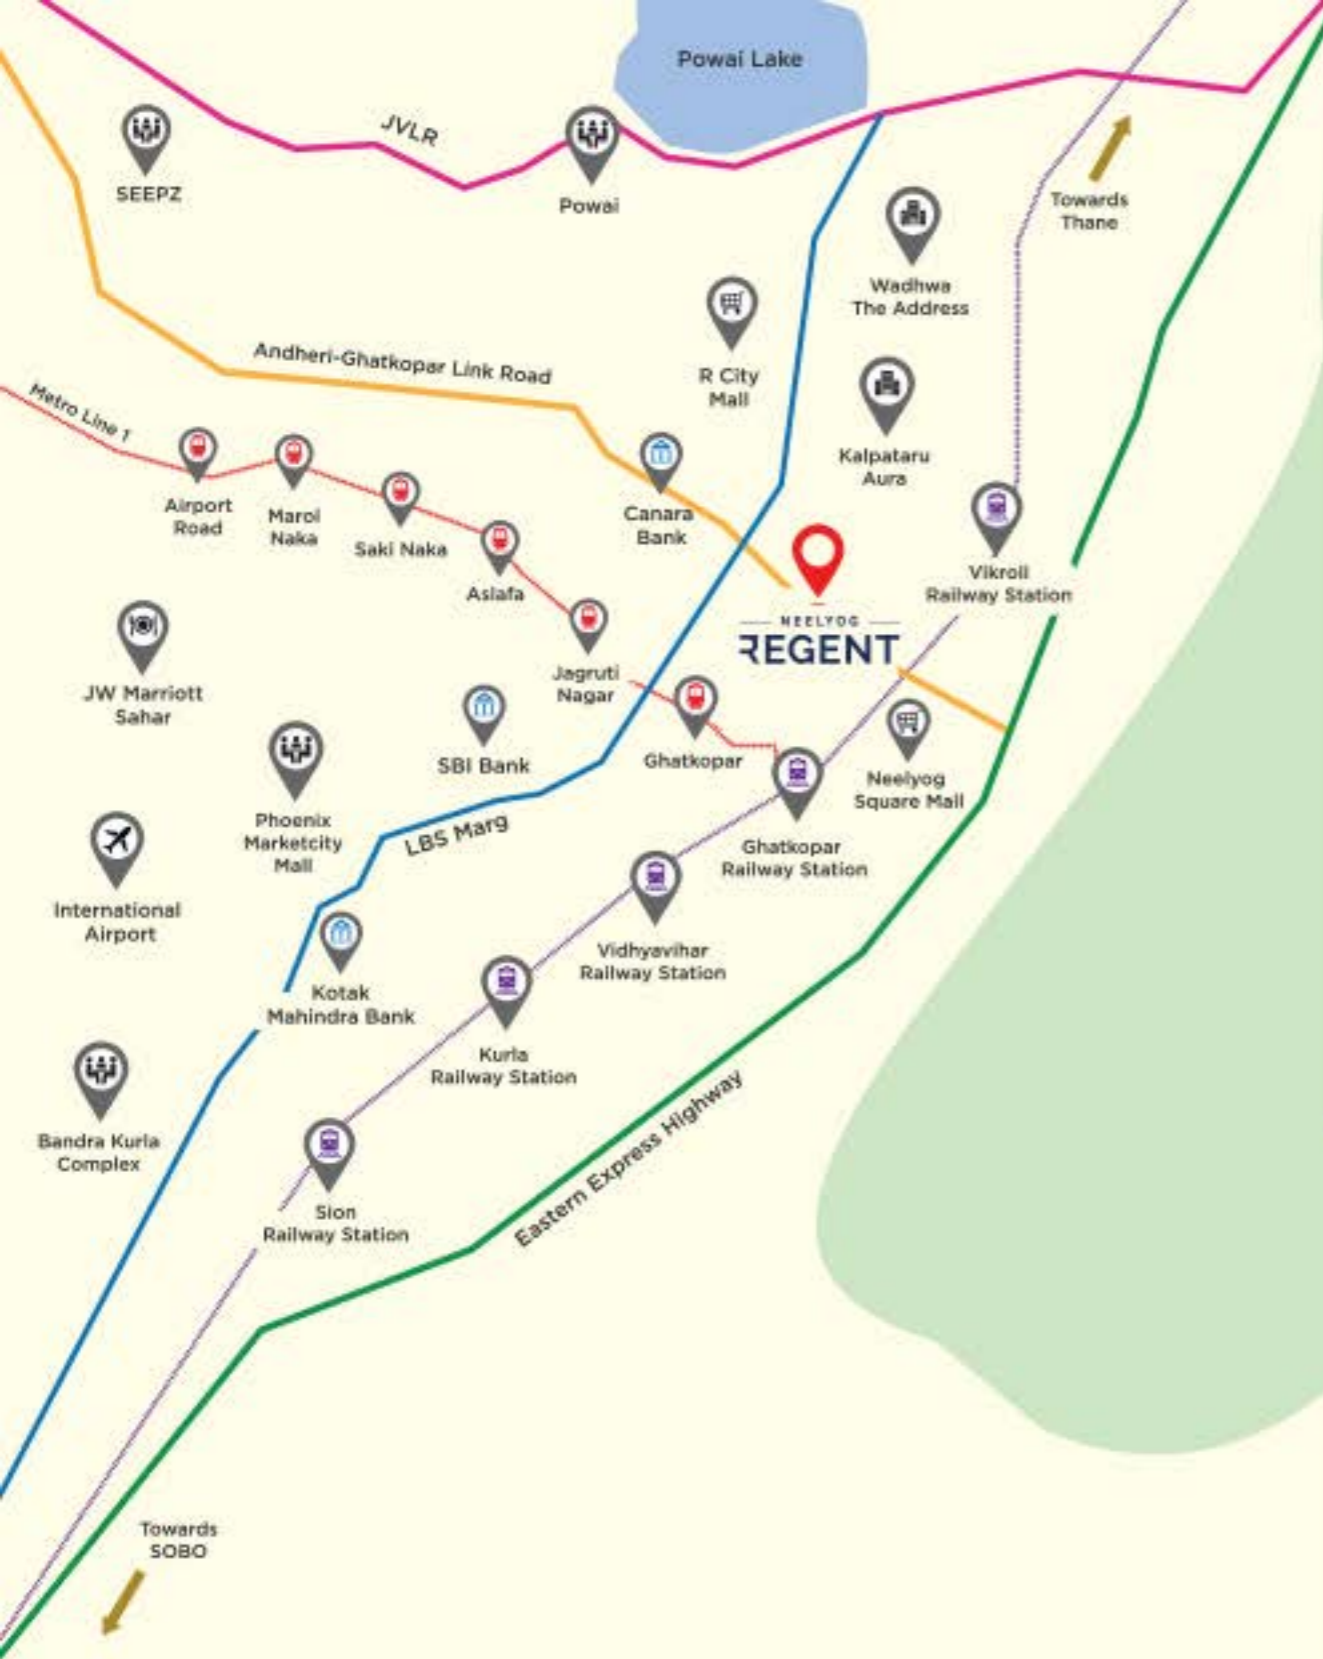 Powai Lake
JVLR
SEEPZ
Powai
Towards
Thane
Wadhwa
The Address
R City
Mall
Andheri-Ghatkopar Link Road
Metro Line 1
Kalpataru
Aura
Airport
Road
Marol
Naka
Saki Naka
Canara
Bank
Aslafa
Vikroli
Railway Station
NEELYOG
REGENT
Jagruti
Nagar
JW Marriott
Sahar
SBI Bank
Ghatkopar
Neelyog
Square Mall
Phoenix
Marketcity
Mall
LBS Marg
Ghatkopar
Railway Station
International
Airport
Vidhyavihar
Railway Station
Kotak
Mahindra Bank
Kurla
Railway Station
Bandra Kurla
Complex
Eastern Express Highway
Sion
Railway Station
Towards
SOBO